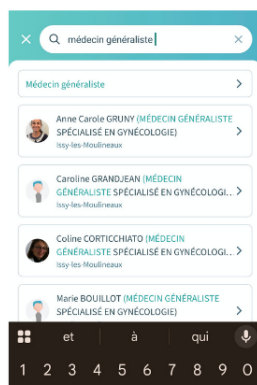 médecin généraliste
Médecin généraliste
Anne Carole GRUNY (MÉDECIN GÉNÉRALISTE
SPÉCIALISÉ EN GYNÉCOLOGIE)
Issy-les-Moulineaux
Caroline GRANDJEAN (MÉDECIN
GÉNÉRALISTE SPÉCIALISÉ EN GYNÉCOLOGI...
Issy-les-Moulineaux
Coline CORTICCHIATO (MÉDECIN
GÉNÉRALISTE SPÉCIALISÉ EN GYNÉCOLOGI...
Issy-les-Moulineaux
Marie BOUILLOT (MÉDECIN GÉNÉRALISTE
SPÉCIALISÉ EN GYNÉCOLOGIE)
et à qui
1 2 3 4 5 6 7 8 9 0